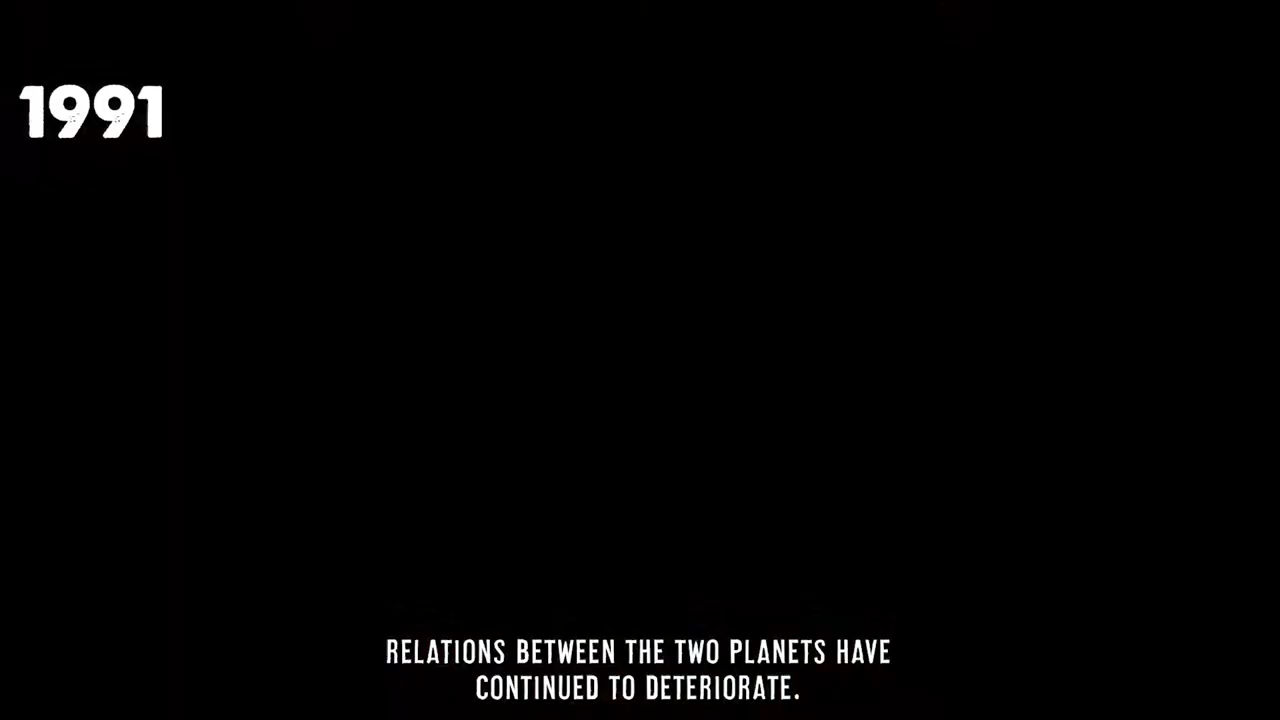 1991
RELATIONS BETWEEN THE TWO PLANETS HAVE
CONTINUED TO DETERIORATE.